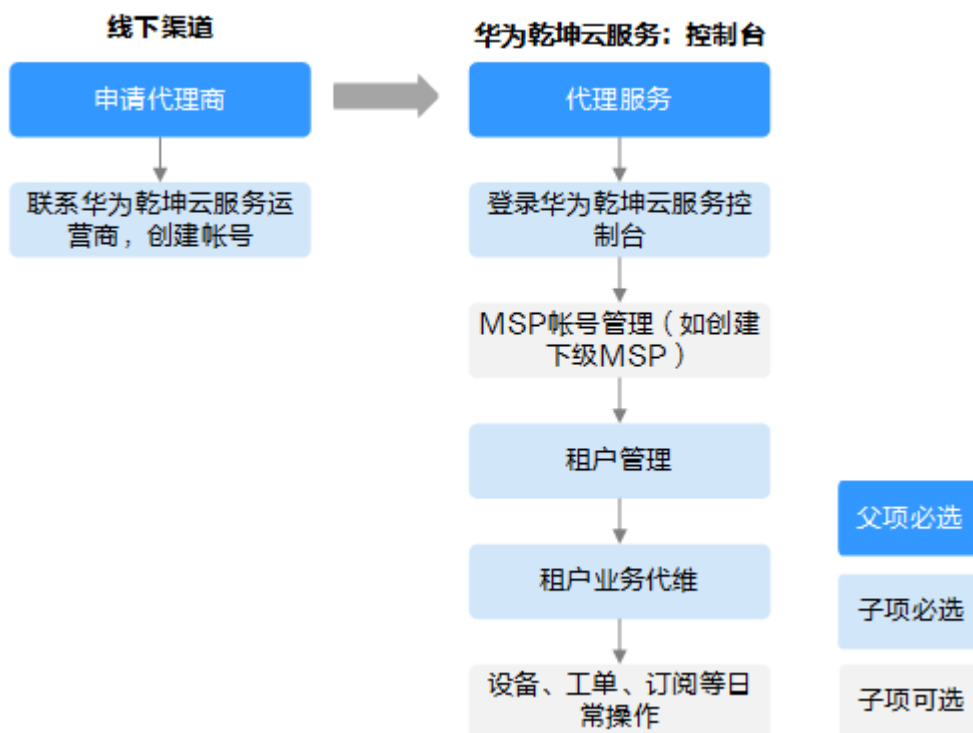 线下渠道
申请代理商
联系华为乾坤云服务运
营商，创建帐号
华为乾坤云服务：控制台
代理服务
登录华为乾坤云服务控
制台
MSP帐号管理（如创建
下级MSP）
租户管理
租户业务代维
设备、工单、订阅等日
常操作
父项必选
子项必选
子项可选